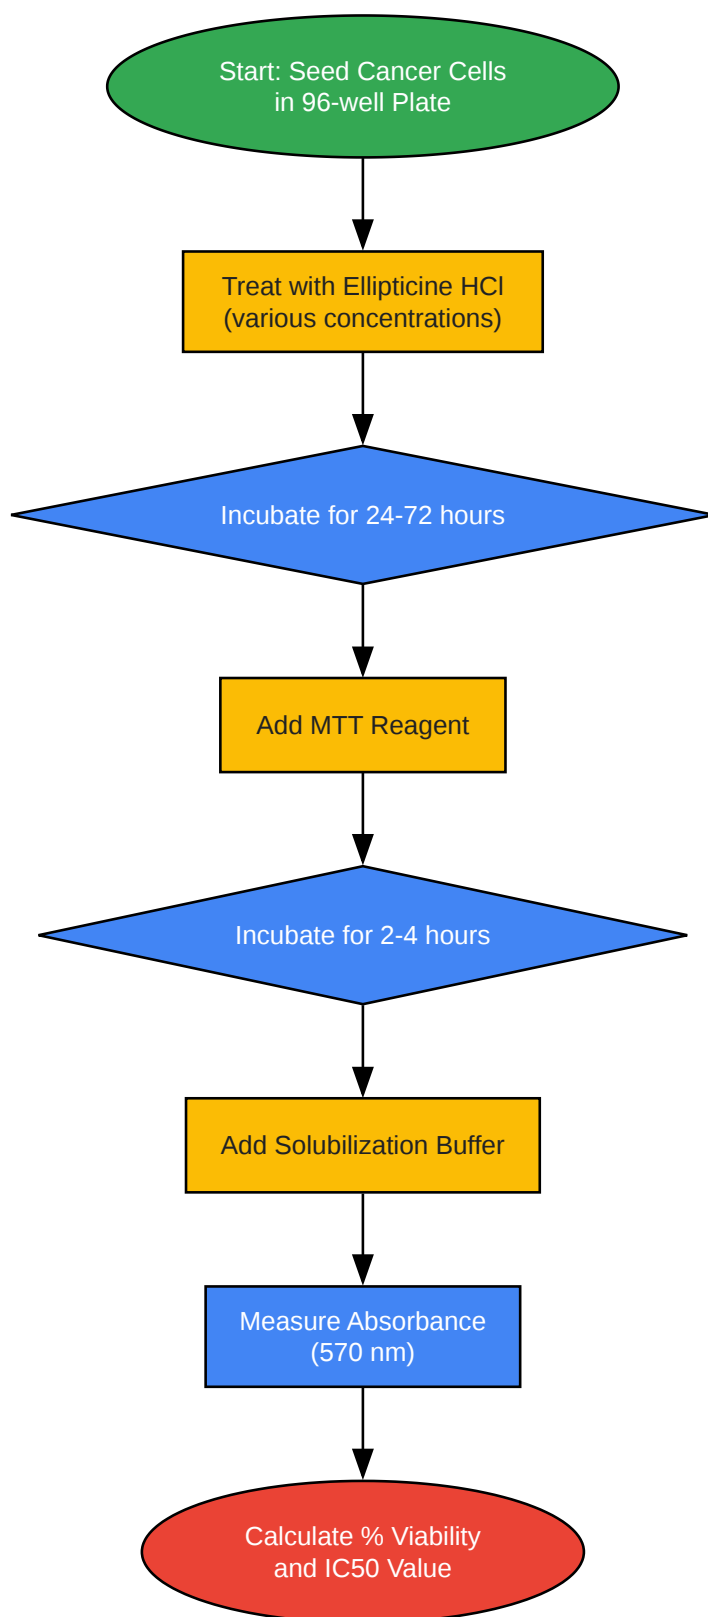 Start: Seed Cancer Cells
in 96-well Plate
Treat with Ellipticine HCl
(various concentrations)
Incubate for 24-72 hours
Add MTT Reagent
Incubate for 2-4 hours
Add Solubilization Buffer
Measure Absorbance
(570 nm)
Calculate % Viability
and IC50 Value